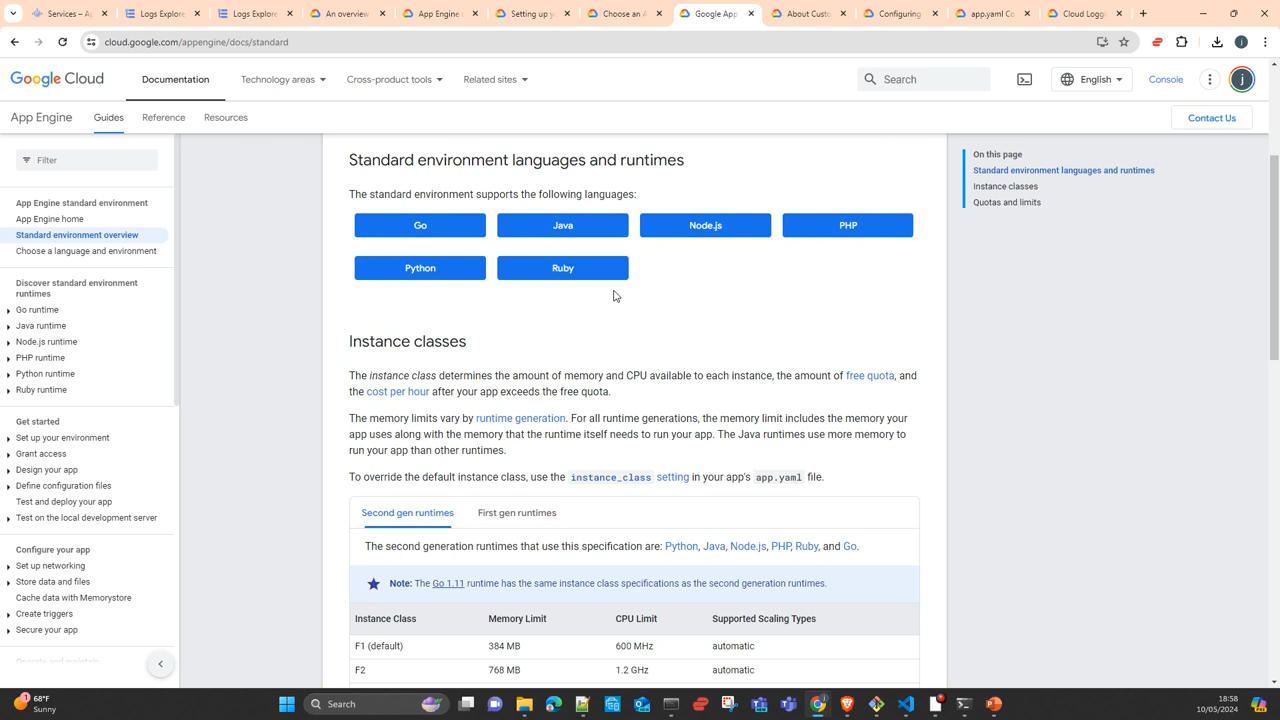 Services – A
Logs Explore
Logs Explore
An overview
App Engine
Setting up yo
Choose an A
Google App
About Custo
Configuring
app.yaml Co
Cloud Loggi
cloud.google.com/appengine/docs/standard
Google Cloud
Documentation
Technology areas
Cross-product tools
Related sites
Search
English
Console
j
App Engine
Guides
Reference
Resources
Contact Us
Filter
App Engine standard environment
App Engine home
Standard environment overview
Choose a language and environment
Discover standard environment
runtimes
Go runtime
Java runtime
Node.js runtime
PHP runtime
Python runtime
Ruby runtime
Get started
Set up your environment
Grant access
Design your app
Define configuration files
Test and deploy your app
Test on the local development server
Configure your app
Set up networking
Store data and files
Cache data with Memorystore
Create triggers
Secure your app
Operate and maintain
Standard environment languages and runtimes
The standard environment supports the following languages:
Go
Java
Node.js
PHP
Python
Ruby
Instance classes
The instance class determines the amount of memory and CPU available to each instance, the amount of free quota, and
the cost per hour after your app exceeds the free quota.
The memory limits vary by runtime generation. For all runtime generations, the memory limit includes the memory your
app uses along with the memory that the runtime itself needs to run your app. The Java runtimes use more memory to
run your app than other runtimes.
To override the default instance class, use the instance_class setting in your app's app.yaml file.
Second gen runtimes
First gen runtimes
The second generation runtimes that use this specification are: Python, Java, Node.js, PHP, Ruby, and Go.
Note: The Go 1.11 runtime has the same instance class specifications as the second generation runtimes.
Instance Class Memory Limit CPU Limit Supported Scaling Types
F1 (default) 384 MB 600 MHz automatic
F2 768 MB 1.2 GHz automatic
On this page
Standard environment languages and runtimes
Instance classes
Quotas and limits
68°F
Sunny
Search
18:58
10/05/2024